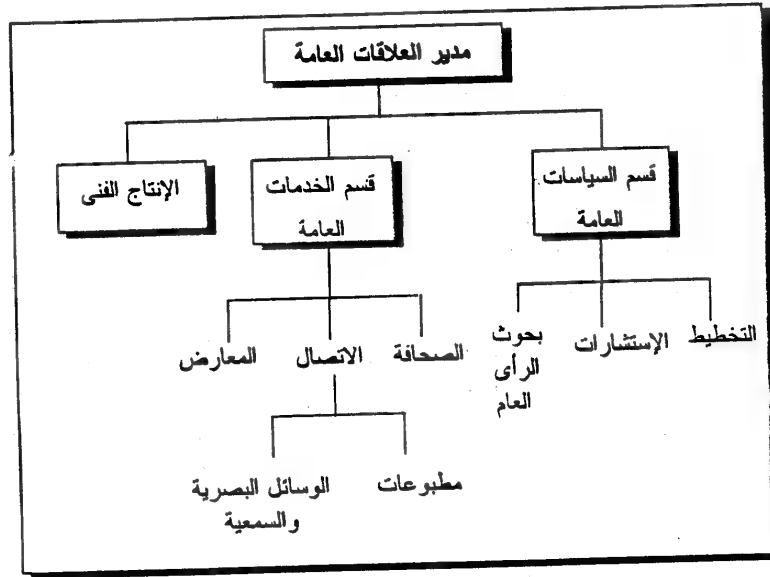 مدير العلاقات العامة
قسم السياسات
العامة
قسم الخدمات
العامة
الإنتاج الفنى
التخطيط
الإستشارات
بحوث
الرأى
العام
الصحافة
الاتصال
المعارض
مطبوعات
الوسائل البصرية
والسمعية